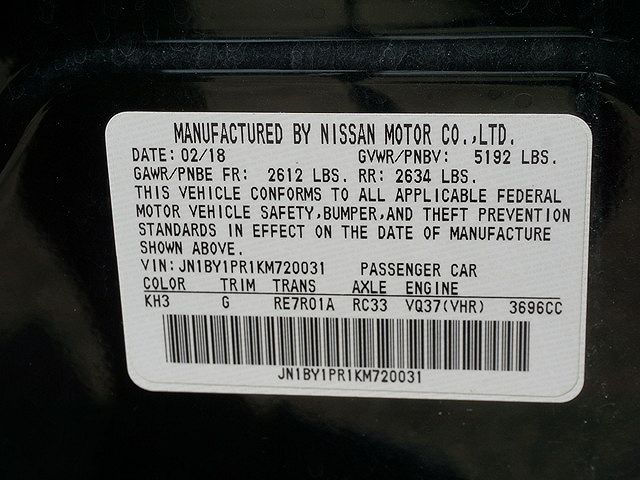 MANUFACTURED BY NISSAN MOTOR CO.,LTD.
DATE: 02/18 GVWR/PNBV: 5192 LBS.
GAWR/PNBE FR: 2612 LBS. RR: 2634 LBS.
THIS VEHICLE CONFORMS TO ALL APPLICABLE FEDERAL
MOTOR VEHICLE SAFETY,BUMPER,AND THEFT PREVENTION
STANDARDS IN EFFECT ON THE DATE OF MANUFACTURE
SHOWN ABOVE.
VIN: JN1BY1PR1KM720031 PASSENGER CAR
COLOR TRIM TRANS AXLE ENGINE
KH3 G RE7R01A RC33 VQ37(VHR) 3696CC
JN1BY1PR1KM720031